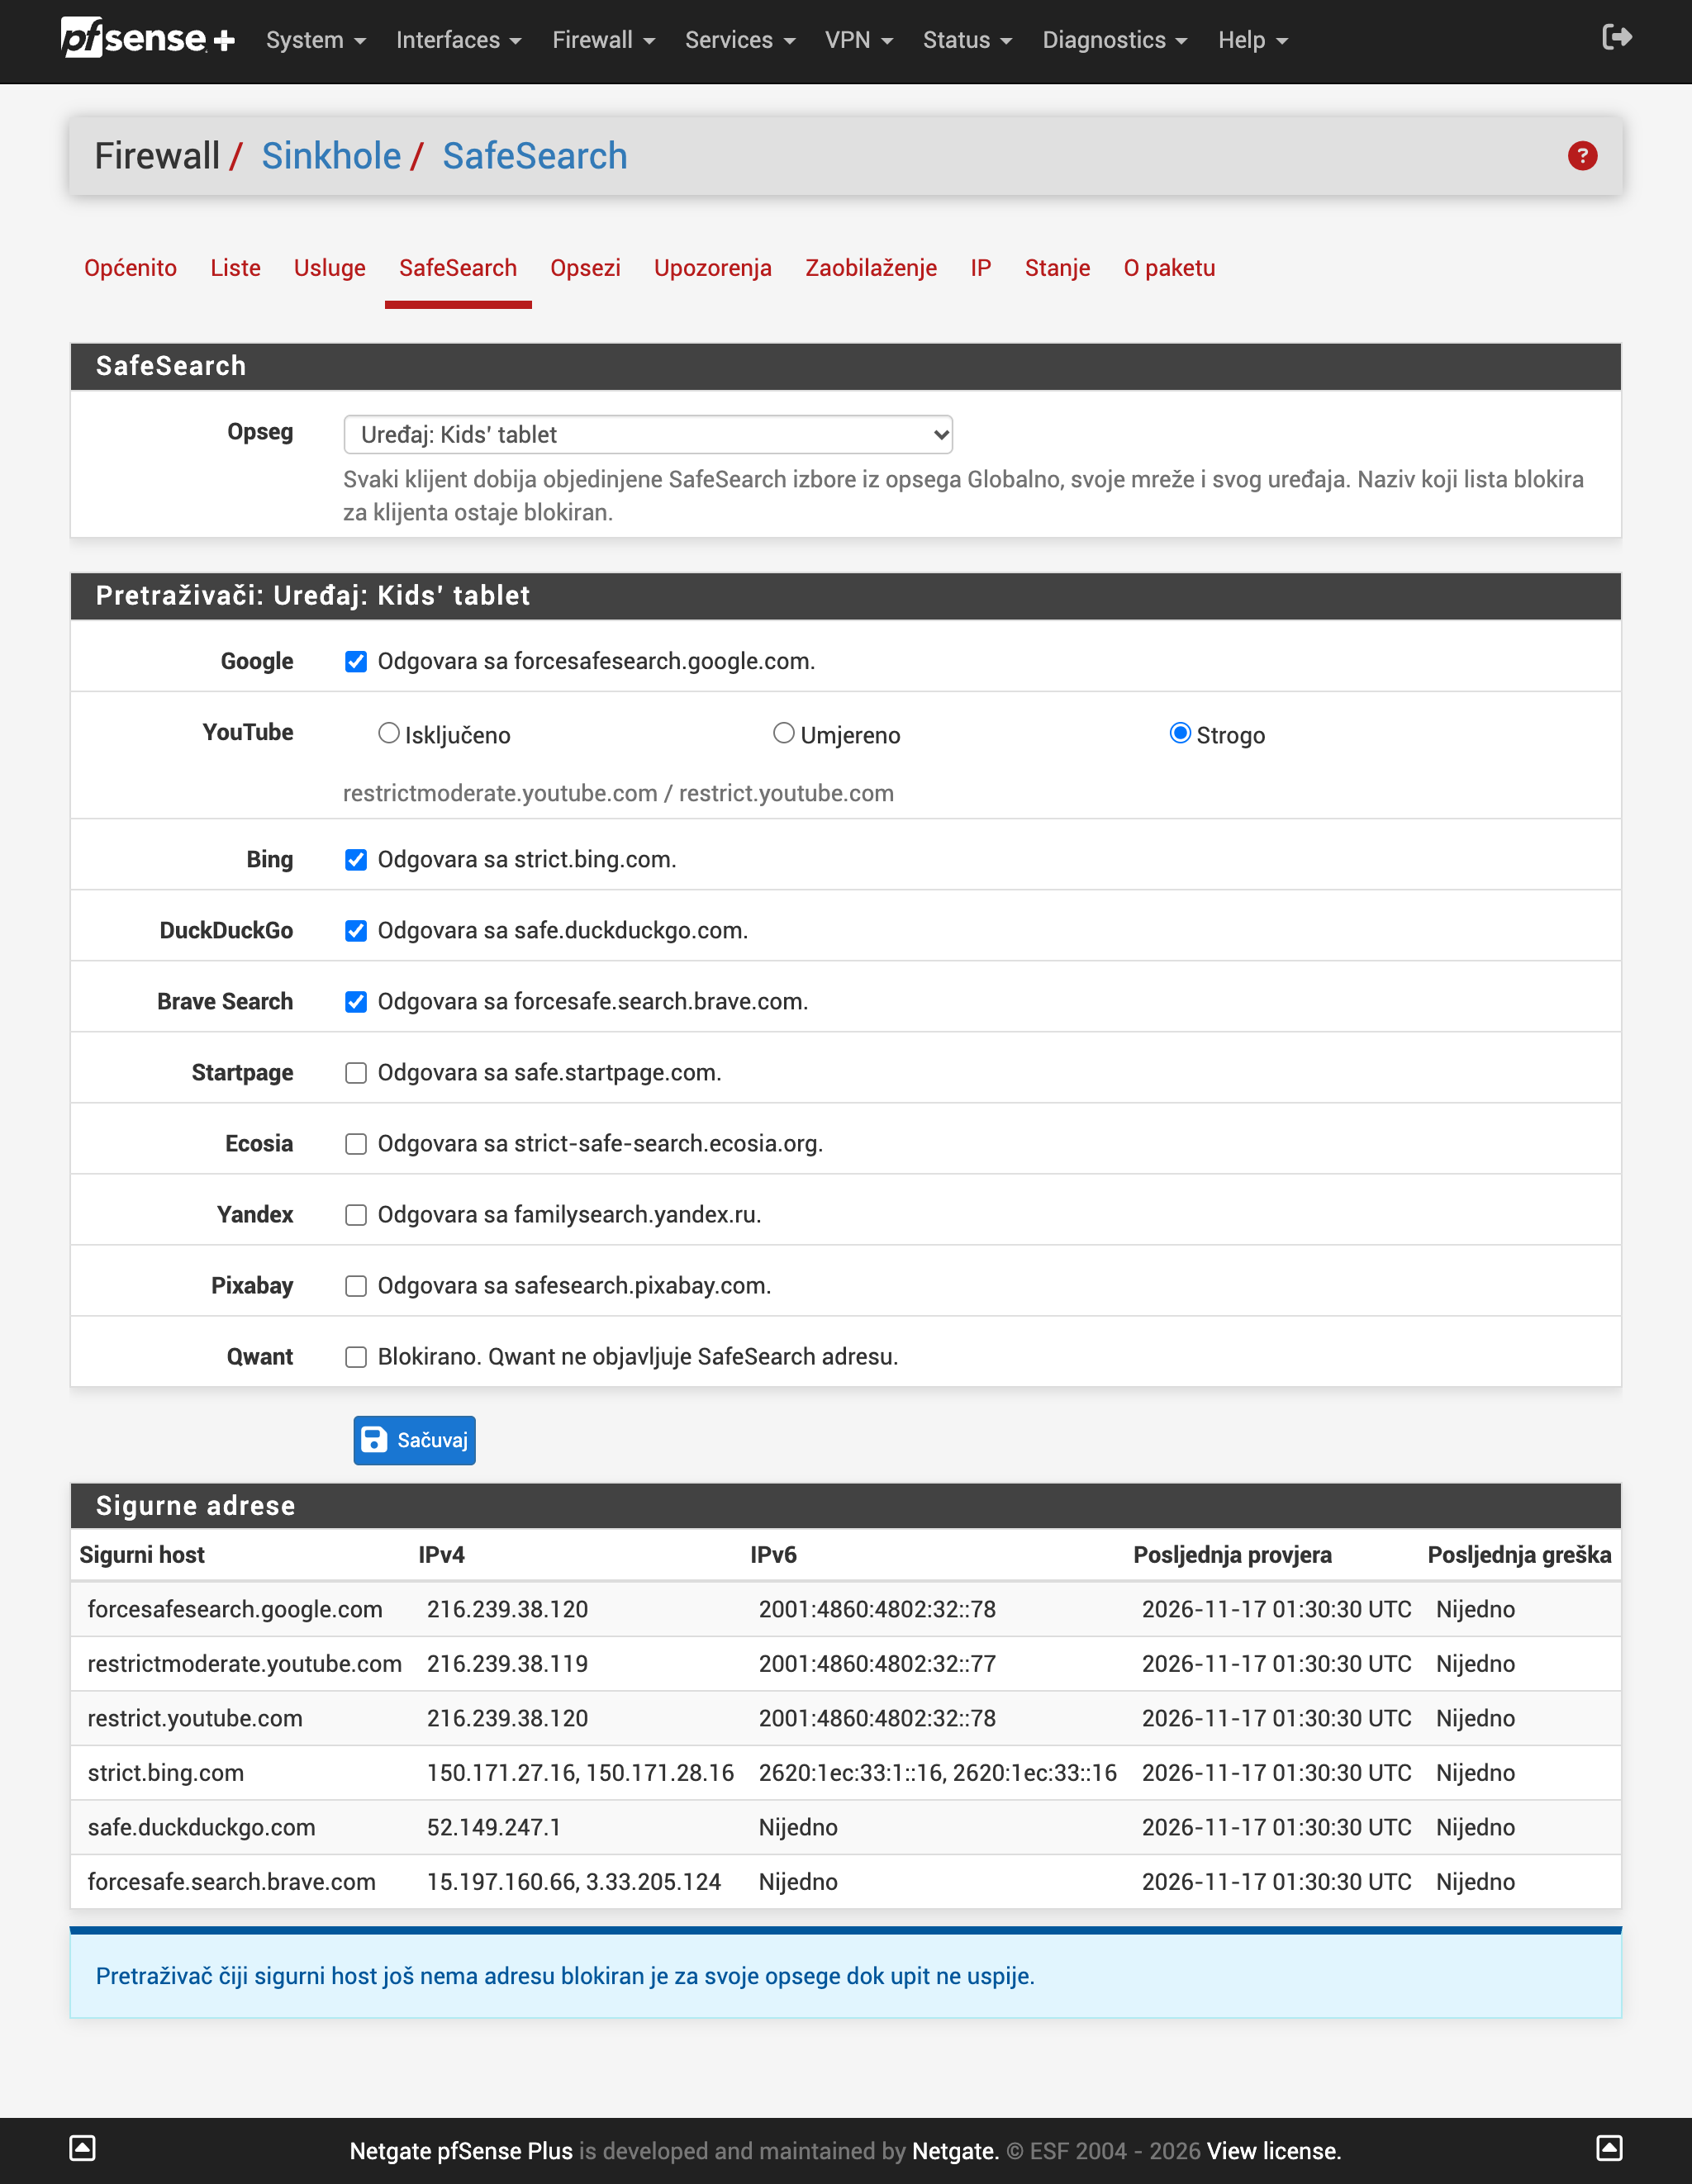 pfsense+ System Interfaces Firewall Services VPN Status Diagnostics Help
Firewall / Sinkhole / SafeSearch
Općenito Liste Usluge SafeSearch Opsezi Upozorenja Zaobilaženje IP Stanje O paketu
SafeSearch
Opseg Uređaj: Kids' tablet
Svaki klijent dobija objedinjene SafeSearch izbore iz opsega Globalno, svoje mreže i svog uređaja. Naziv koji lista blokira
za klijenta ostaje blokiran.
Pretraživači: Uređaj: Kids' tablet
Google Odgovara sa forcesafesearch.google.com.
YouTube Isključeno Umjereno Strogo
restrictmoderate.youtube.com / restrict.youtube.com
Bing Odgovara sa strict.bing.com.
DuckDuckGo Odgovara sa safe.duckduckgo.com.
Brave Search Odgovara sa forcesafe.search.brave.com.
Startpage Odgovara sa safe.startpage.com.
Ecosia Odgovara sa strict-safe-search.ecosia.org.
Yandex Odgovara sa familysearch.yandex.ru.
Pixabay Odgovara sa safesearch.pixabay.com.
Qwant Blokirano. Qwant ne objavljuje SafeSearch adresu.
Sačuvaj
Sigurne adrese
Sigurni host IPv4 IPv6 Posljednja provjera Posljednja greška
forcesafesearch.google.com 216.239.38.120 2001:4860:4802:32::78 2026-11-17 01:30:30 UTC Nijedno
restrictmoderate.youtube.com 216.239.38.119 2001:4860:4802:32::77 2026-11-17 01:30:30 UTC Nijedno
restrict.youtube.com 216.239.38.120 2001:4860:4802:32::78 2026-11-17 01:30:30 UTC Nijedno
strict.bing.com 150.171.27.16, 150.171.28.16 2620:1ec:33:1::16, 2620:1ec:33::16 2026-11-17 01:30:30 UTC Nijedno
safe.duckduckgo.com 52.149.247.1 Nijedno 2026-11-17 01:30:30 UTC Nijedno
forcesafe.search.brave.com 15.197.160.66, 3.33.205.124 Nijedno 2026-11-17 01:30:30 UTC Nijedno
Pretraživač čiji sigurni host još nema adresu blokiran je za svoje opsege dok upit ne uspije.
Netgate pfSense Plus is developed and maintained by Netgate. © ESF 2004 - 2026 View license.